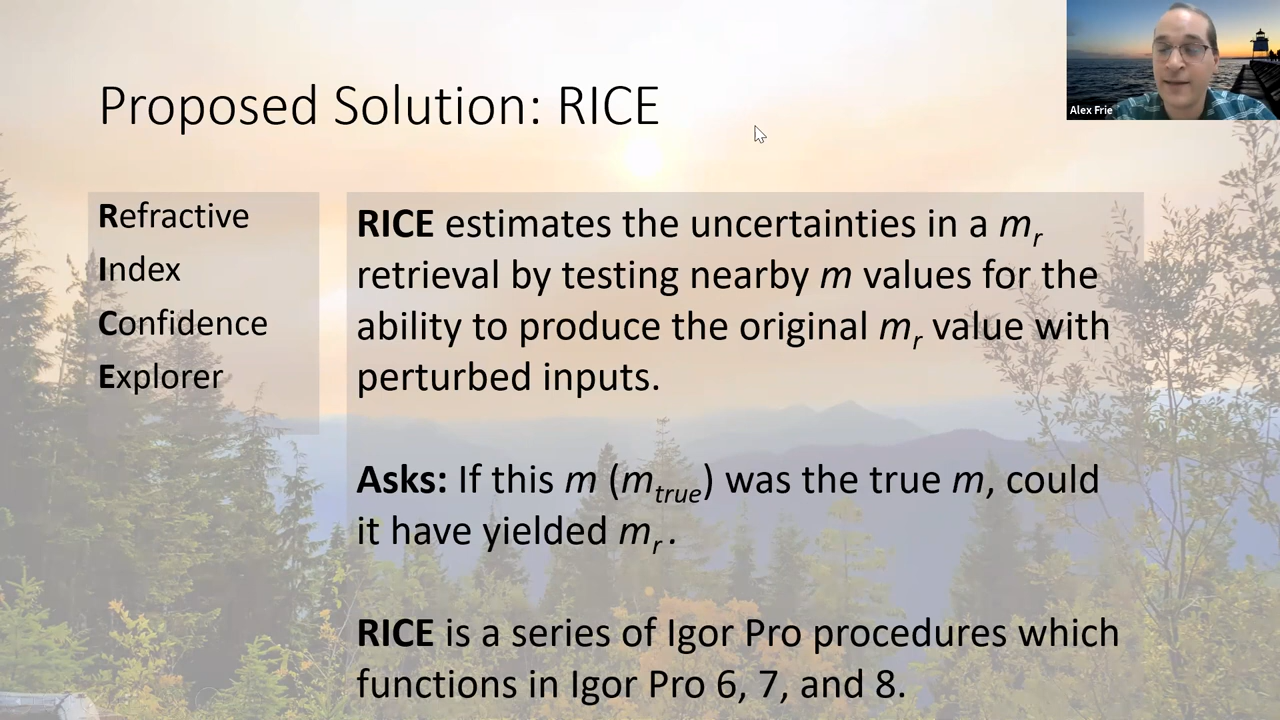 Proposed Solution: RICE
Alex Frie
Refractive
Index
Confidence
Explorer
RICE estimates the uncertainties in a mr
retrieval by testing nearby m values for the
ability to produce the original mr value with
perturbed inputs.
Asks: If this m (mtrue) was the true m, could
it have yielded mr.
RICE is a series of Igor Pro procedures which
functions in Igor Pro 6, 7, and 8.